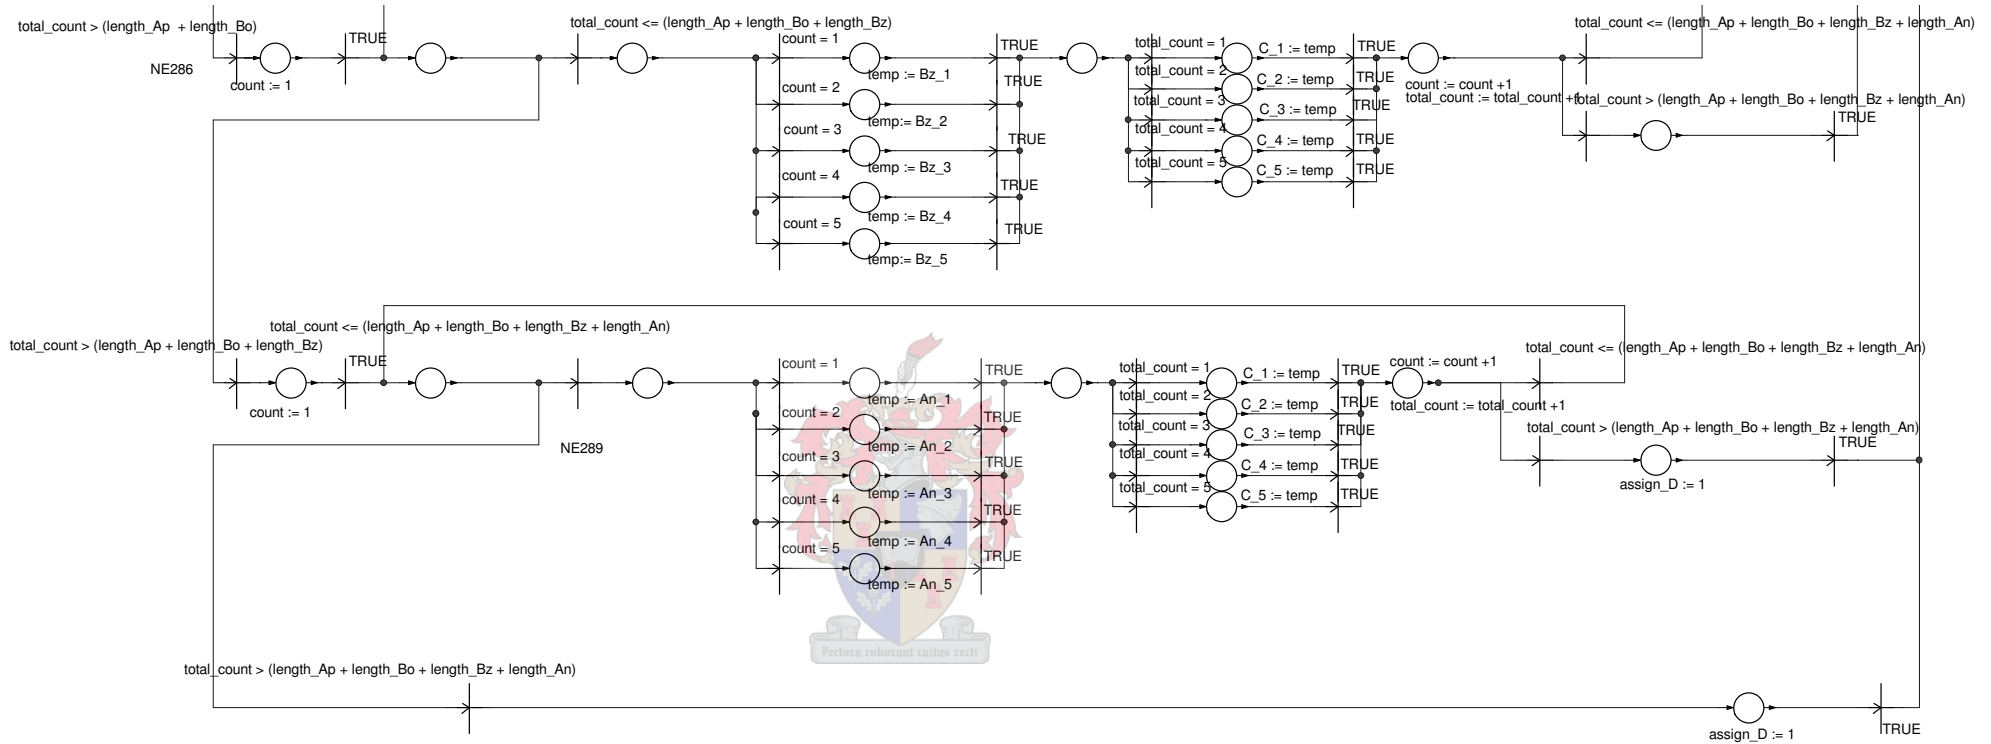 total_count > (length_Ap + length_Bo)
TRUE
total_count <= (length_Ap + length_Bo + length_Bz)
NE286
count := 1
count = 1
temp := Bz_1
TRUE
count = 2
temp := Bz_2
TRUE
count = 3
temp := Bz_3
TRUE
count = 4
temp := Bz_4
TRUE
count = 5
temp:= Bz_5
TRUE
total_count = 1
C_1 := temp
TRUE
total_count = 2
C_2 := temp
TRUE
total_count = 3
C_3 := temp
TRUE
total_count = 4
C_4 := temp
TRUE
total_count = 5
C_5 := temp
TRUE
count := count +1
total_count := total_count +1
total_count <= (length_Ap + length_Bo + length_Bz + length_An)
total_count > (length_Ap + length_Bo + length_Bz + length_An)
TRUE
total_count <= (length_Ap + length_Bo + length_Bz + length_An)
total_count > (length_Ap + length_Bo + length_Bz)
TRUE
count := 1
NE289
count = 1
temp := An_1
TRUE
count = 2
temp := An_2
TRUE
count = 3
temp := An_3
TRUE
count = 4
temp := An_4
TRUE
count = 5
temp := An_5
TRUE
total_count = 1
C_1 := temp
TRUE
total_count = 2
C_2 := temp
TRUE
total_count = 3
C_3 := temp
TRUE
total_count = 4
C_4 := temp
TRUE
total_count = 5
C_5 := temp
TRUE
count := count +1
total_count := total_count +1
total_count <= (length_Ap + length_Bo + length_Bz + length_An)
total_count > (length_Ap + length_Bo + length_Bz + length_An)
TRUE
assign_D := 1
Pectora roborant cultus recti
total_count > (length_Ap + length_Bo + length_Bz + length_An)
assign_D := 1
TRUE